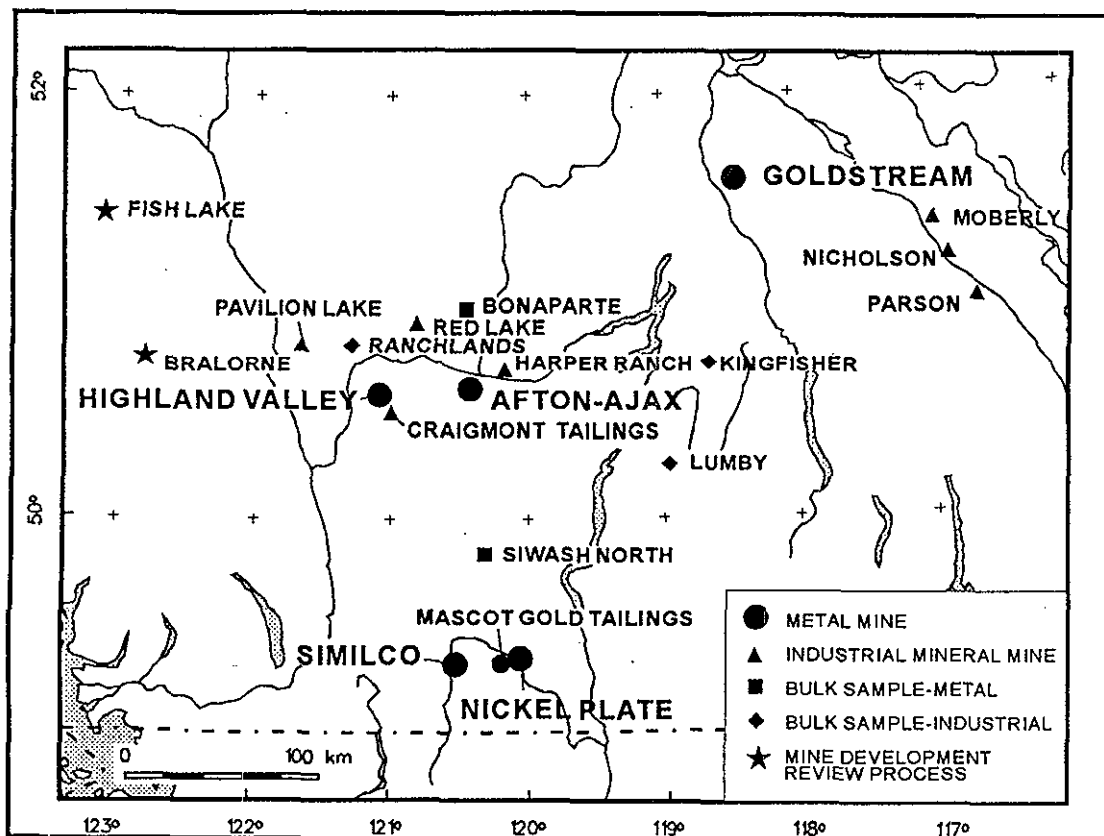 52°
GOLDSTREAM
FISH LAKE
MOBERLY
NICHOLSON
PARSON
PAVILION LAKE
BONAPARTE
RED LAKE
RANCHLANDS
BRALORNE
HARPER RANCH
KINGFISHER
HIGHLAND VALLEY
AFTON-AJAX
CRAIGMONT TAILINGS
LUMBY
50°
SIWASH NORTH
MASCOT GOLD TAILINGS
SIMILCO
NICKEL PLATE
METAL MINE
INDUSTRIAL MINERAL MINE
BULK SAMPLE-METAL
BULK SAMPLE-INDUSTRIAL
MINE DEVELOPMENT
REVIEW PROCESS
0 100 km
123° 122° 121° 120° 119° 118° 117°